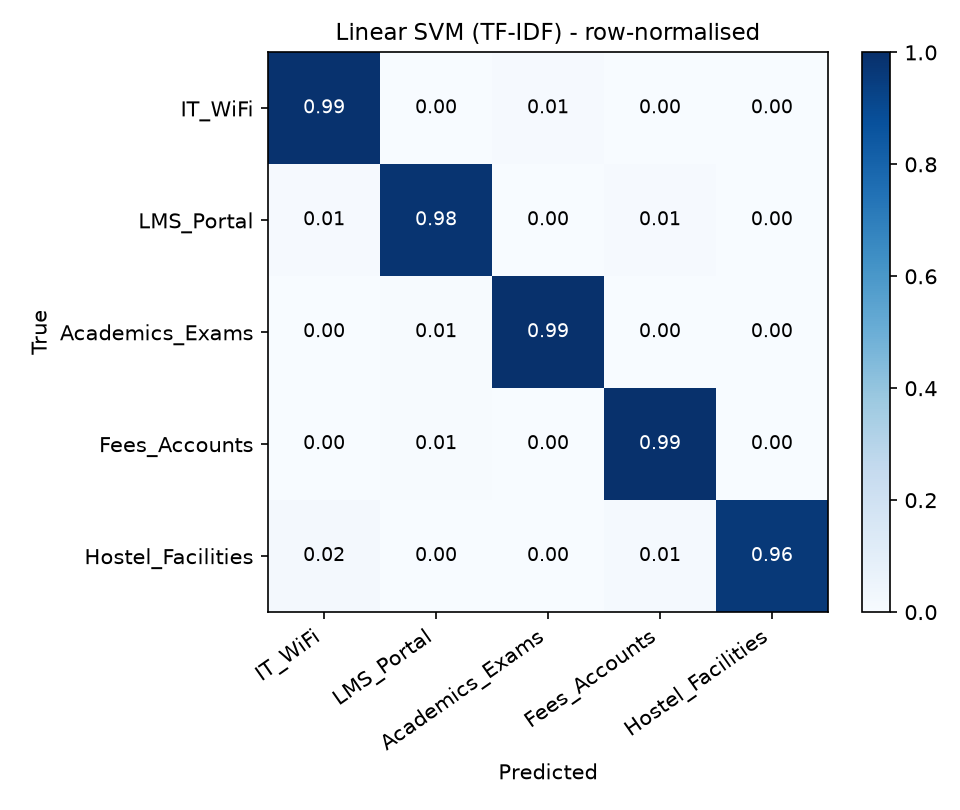 Linear SVM (TF-IDF) - row-normalised
IT_WiFi 0.99 0.00 0.01 0.00 0.00
LMS_Portal 0.01 0.98 0.00 0.01 0.00
Academics_Exams 0.00 0.01 0.99 0.00 0.00
Fees_Accounts 0.00 0.01 0.00 0.99 0.00
Hostel_Facilities 0.02 0.00 0.00 0.01 0.96
True
IT_WiFi LMS_Portal Academics_Exams Fees_Accounts Hostel_Facilities
Predicted
1.0
0.8
0.6
0.4
0.2
0.0